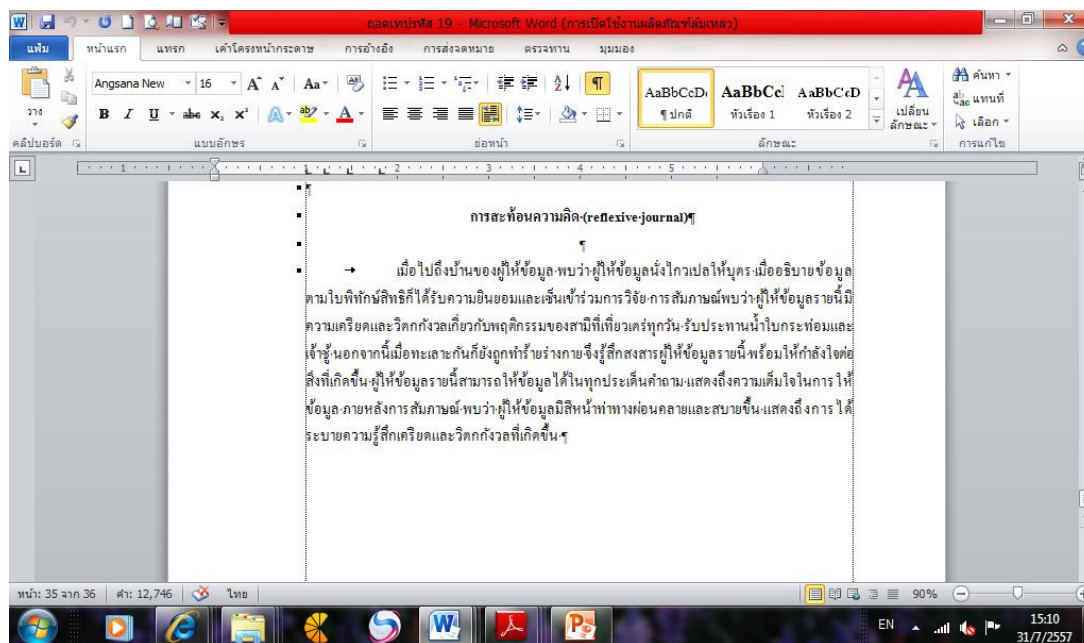 ถอดเทปรหัส 19 - Microsoft Word (การเปิดใช้งานผลิตภัณฑ์ล้มเหลว)
แฟ้ม หน้าแรก แทรก เค้าโครงหน้ากระดาษ การอ้างอิง การส่งจดหมาย ตรวจทาน มุมมอง
Angsana New 16
วาง
AaBbCcDc AaBbCcI AaBbCcD
¶ ปกติ หัวเรื่อง 1 หัวเรื่อง 2
เปลี่ยนลักษณะ
ค้นหา
แทนที่
เลือก
คลิปบอร์ด แบบอักษร ย่อหน้า ลักษณะ การแก้ไข
การสะท้อนความคิด (reflexive journal)
เมื่อไปถึงบ้านของผู้ให้ข้อมูล พบว่าผู้ให้ข้อมูลนั่งไกวเปลให้บุตร เมื่ออธิบายข้อมูล
ตามใบพิทักษ์สิทธิก็ได้รับความยินยอมและเซ็นเข้าร่วมการวิจัย การสัมภาษณ์พบว่าผู้ให้ข้อมูลรายนี้มี
ความเครียดและวิตกกังวลเกี่ยวกับพฤติกรรมของสามีที่เที่ยวเตร่ทุกวัน รับประทานน้ำใบกระท่อมและ
เจ้าชู้ นอกจากนี้เมื่อทะเลาะกันก็ยังถูกทำร้ายร่างกาย จึงรู้สึกสงสารผู้ให้ข้อมูลรายนี้ พร้อมให้กำลังใจต่อ
สิ่งที่เกิดขึ้น ผู้ให้ข้อมูลรายนี้สามารถให้ข้อมูลได้ในทุกประเด็นคำถาม แสดงถึงความเต็มใจในการ ให้
ข้อมูล ภายหลังการสัมภาษณ์ พบว่าผู้ให้ข้อมูลมีสีหน้าท่าทางผ่อนคลายและสบายขึ้น แสดงถึงการ ได้
ระบายความรู้สึกเครียดและวิตกกังวลที่เกิดขึ้น
หน้า: 35 จาก 36 คำ: 12,746 ไทย 90%
EN 15:10
31/7/2557